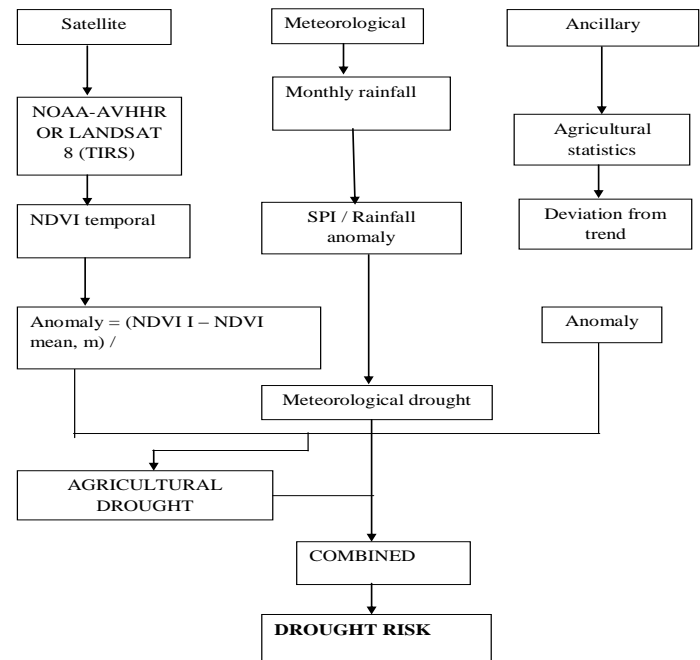 Satellite
Meteorological
Ancillary
NOAA-AVHHR
OR LANDSAT
8 (TIRS)
Monthly rainfall
Agricultural
statistics
NDVI temporal
SPI / Rainfall
anomaly
Deviation from
trend
Anomaly = (NDVI I – NDVI
mean, m) /
Anomaly
Meteorological drought
AGRICULTURAL
DROUGHT
COMBINED
DROUGHT RISK